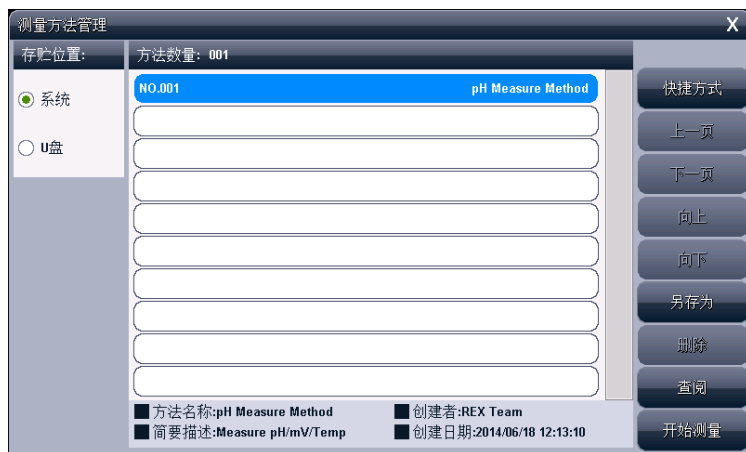 测量方法管理 X
存贮位置:
系统
U盘
方法数量: 001
NO.001 pH Measure Method
方法名称:pH Measure Method
创建者:REX Team
简要描述:Measure pH/mV/Temp
创建日期:2014/06/18 12:13:10
快捷方式
上一页
下一页
向上
向下
另存为
删除
查阅
开始测量